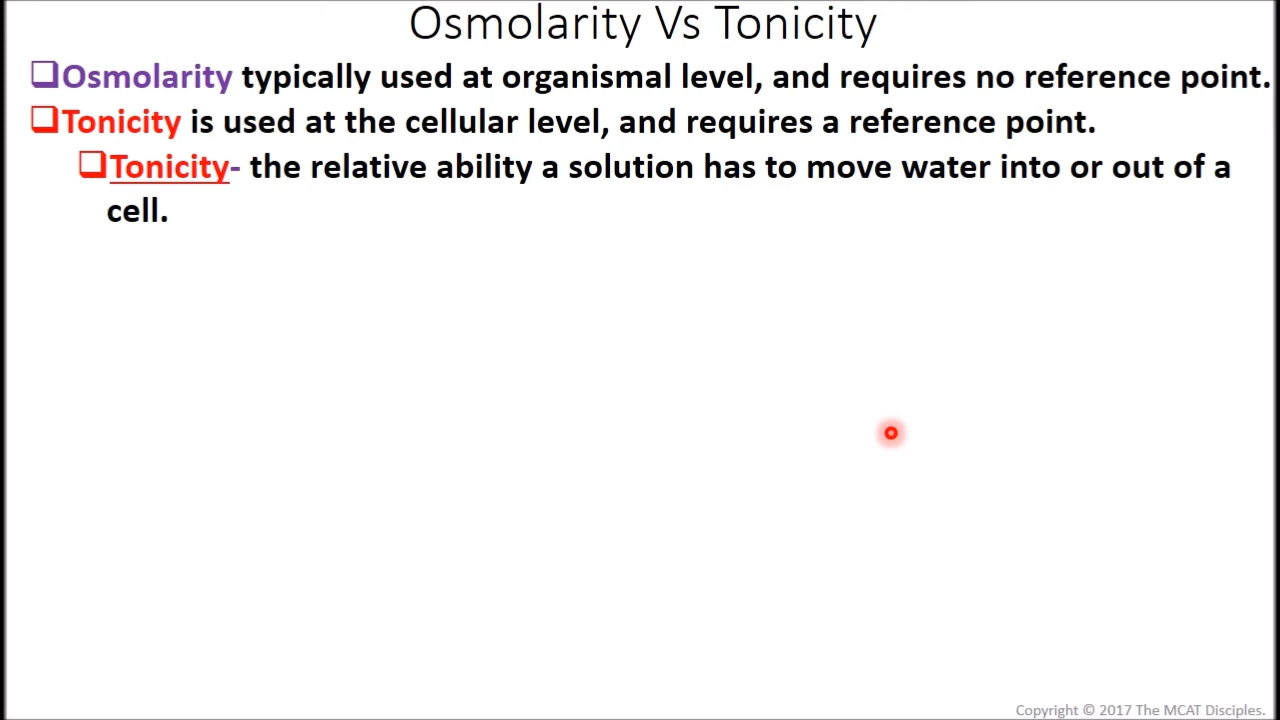 Osmolarity Vs Tonicity
❑Osmolarity typically used at organismal level, and requires no reference point.
❑Tonicity is used at the cellular level, and requires a reference point.
❑Tonicity- the relative ability a solution has to move water into or out of a
cell.
Copyright © 2017 The MCAT Disciples.